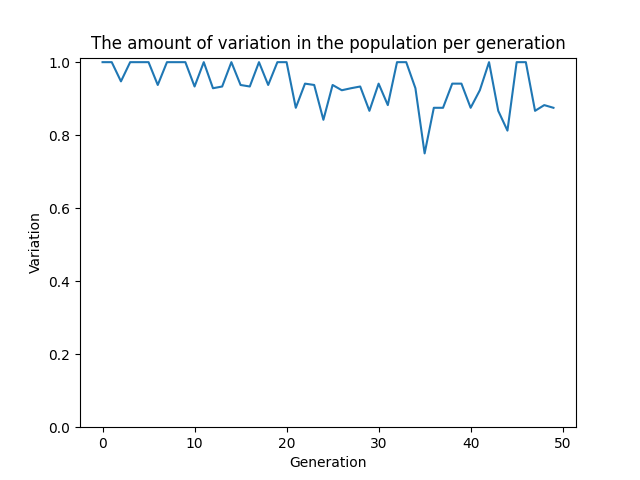 The amount of variation in the population per generation
1.0
0.8
0.6
0.4
0.2
0.0
Variation
0 10 20 30 40 50
Generation